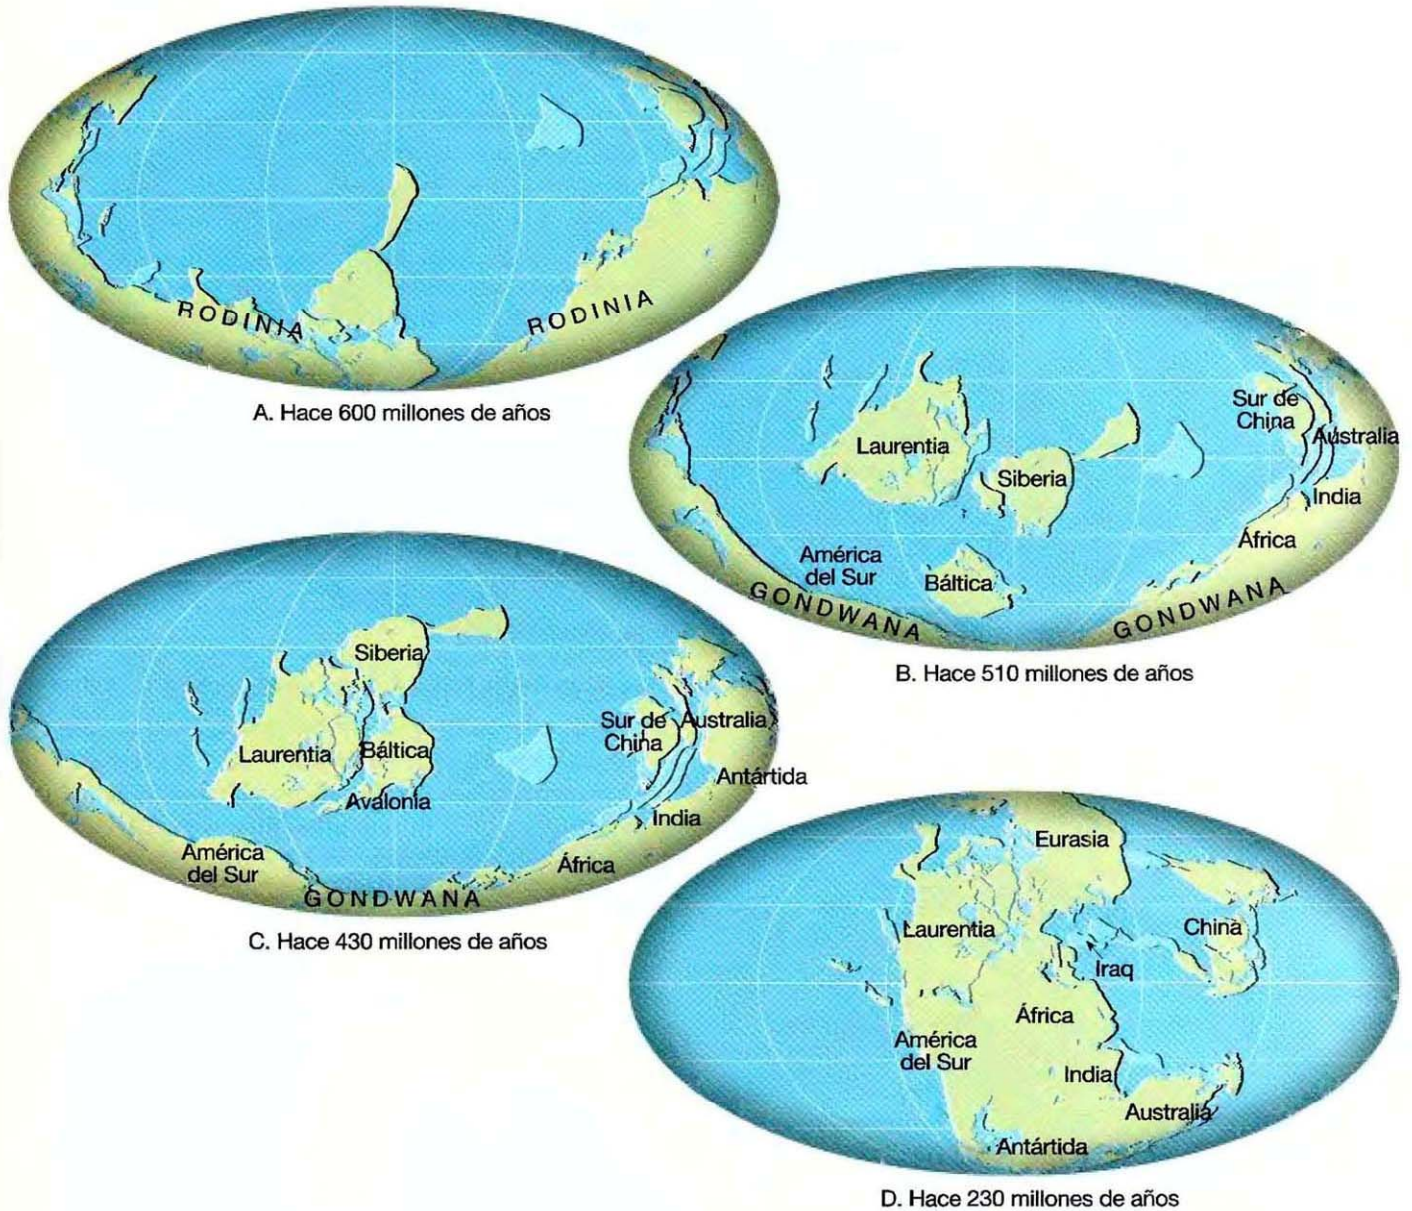 RODINIA
RODINIA
A. Hace 600 millones de años
Laurentia
Siberia
Sur de
China
Australia
India
África
América
del Sur
Báltica
GONDWANA
GONDWANA
B. Hace 510 millones de años
Siberia
Laurentia
Báltica
Avalonia
Sur de
China
Australia
Antártida
India
África
América
del Sur
GONDWANA
C. Hace 430 millones de años
Eurasia
Laurentia
China
Iraq
África
América
del Sur
India
Australia
Antártida
D. Hace 230 millones de años